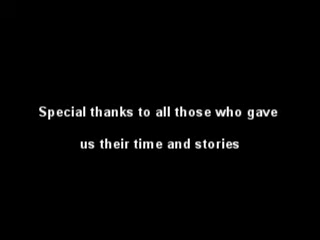 Special thanks to all those who gave
us their time and stories